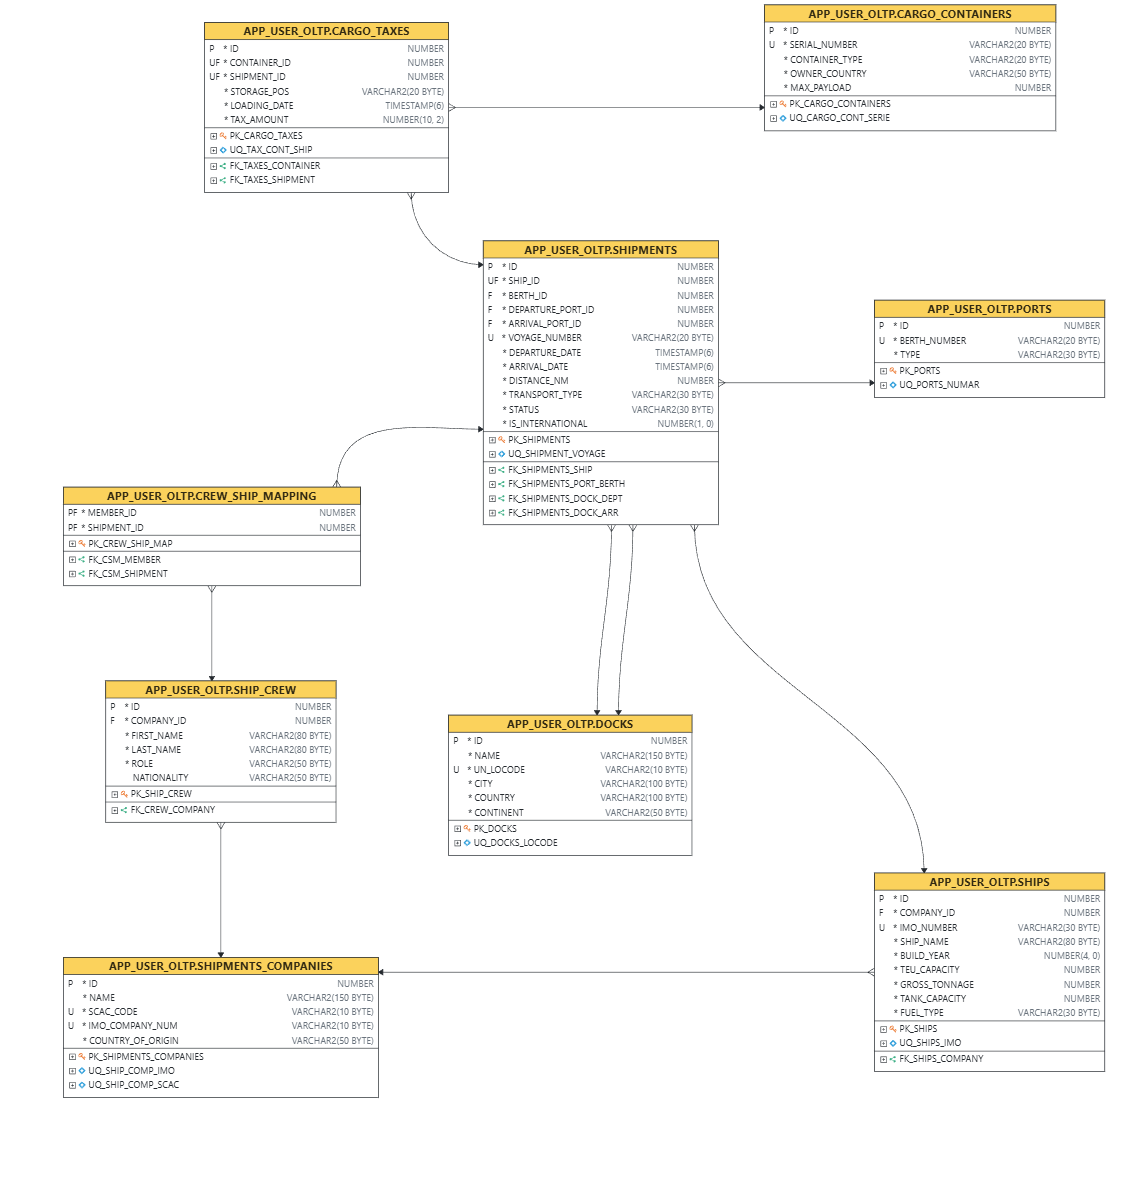 APP_USER_OLTP.CARGO_TAXES
P * ID NUMBER
UF * CONTAINER_ID NUMBER
UF * SHIPMENT_ID NUMBER
* STORAGE_POS VARCHAR2(20 BYTE)
* LOADING_DATE TIMESTAMP(6)
* TAX_AMOUNT NUMBER(10, 2)
PK_CARGO_TAXES
UQ_TAX_CONT_SHIP
FK_TAXES_CONTAINER
FK_TAXES_SHIPMENT
APP_USER_OLTP.CARGO_CONTAINERS
P * ID NUMBER
U * SERIAL_NUMBER VARCHAR2(20 BYTE)
* CONTAINER_TYPE VARCHAR2(20 BYTE)
* OWNER_COUNTRY VARCHAR2(50 BYTE)
* MAX_PAYLOAD NUMBER
PK_CARGO_CONTAINERS
UQ_CARGO_CONT_SERIE
APP_USER_OLTP.SHIPMENTS
P * ID NUMBER
UF * SHIP_ID NUMBER
F * BERTH_ID NUMBER
F * DEPARTURE_PORT_ID NUMBER
F * ARRIVAL_PORT_ID NUMBER
U * VOYAGE_NUMBER VARCHAR2(20 BYTE)
* DEPARTURE_DATE TIMESTAMP(6)
* ARRIVAL_DATE TIMESTAMP(6)
* DISTANCE_NM NUMBER
* TRANSPORT_TYPE VARCHAR2(30 BYTE)
* STATUS VARCHAR2(30 BYTE)
* IS_INTERNATIONAL NUMBER(1, 0)
PK_SHIPMENTS
UQ_SHIPMENT_VOYAGE
FK_SHIPMENTS_SHIP
FK_SHIPMENTS_PORT_BERTH
FK_SHIPMENTS_DOCK_DEPT
FK_SHIPMENTS_DOCK_ARR
APP_USER_OLTP.PORTS
P * ID NUMBER
U * BERTH_NUMBER VARCHAR2(20 BYTE)
* TYPE VARCHAR2(30 BYTE)
PK_PORTS
UQ_PORTS_NUMAR
APP_USER_OLTP.CREW_SHIP_MAPPING
PF * MEMBER_ID NUMBER
PF * SHIPMENT_ID NUMBER
PK_CREW_SHIP_MAP
FK_CSM_MEMBER
FK_CSM_SHIPMENT
APP_USER_OLTP.SHIP_CREW
P * ID NUMBER
F * COMPANY_ID NUMBER
* FIRST_NAME VARCHAR2(80 BYTE)
* LAST_NAME VARCHAR2(80 BYTE)
* ROLE VARCHAR2(50 BYTE)
NATIONALITY VARCHAR2(50 BYTE)
PK_SHIP_CREW
FK_CREW_COMPANY
APP_USER_OLTP.DOCKS
P * ID NUMBER
* NAME VARCHAR2(150 BYTE)
U * UN_LOCODE VARCHAR2(10 BYTE)
* CITY VARCHAR2(100 BYTE)
* COUNTRY VARCHAR2(100 BYTE)
* CONTINENT VARCHAR2(50 BYTE)
PK_DOCKS
UQ_DOCKS_LOCODE
APP_USER_OLTP.SHIPS
P * ID NUMBER
F * COMPANY_ID NUMBER
U * IMO_NUMBER VARCHAR2(30 BYTE)
* SHIP_NAME VARCHAR2(80 BYTE)
* BUILD_YEAR NUMBER(4, 0)
* TEU_CAPACITY NUMBER
* GROSS_TONNAGE NUMBER
* TANK_CAPACITY NUMBER
* FUEL_TYPE VARCHAR2(30 BYTE)
PK_SHIPS
UQ_SHIPS_IMO
FK_SHIPS_COMPANY
APP_USER_OLTP.SHIPMENTS_COMPANIES
P * ID NUMBER
* NAME VARCHAR2(150 BYTE)
U * SCAC_CODE VARCHAR2(10 BYTE)
U * IMO_COMPANY_NUM VARCHAR2(10 BYTE)
* COUNTRY_OF_ORIGIN VARCHAR2(50 BYTE)
PK_SHIPMENTS_COMPANIES
UQ_SHIP_COMP_IMO
UQ_SHIP_COMP_SCAC